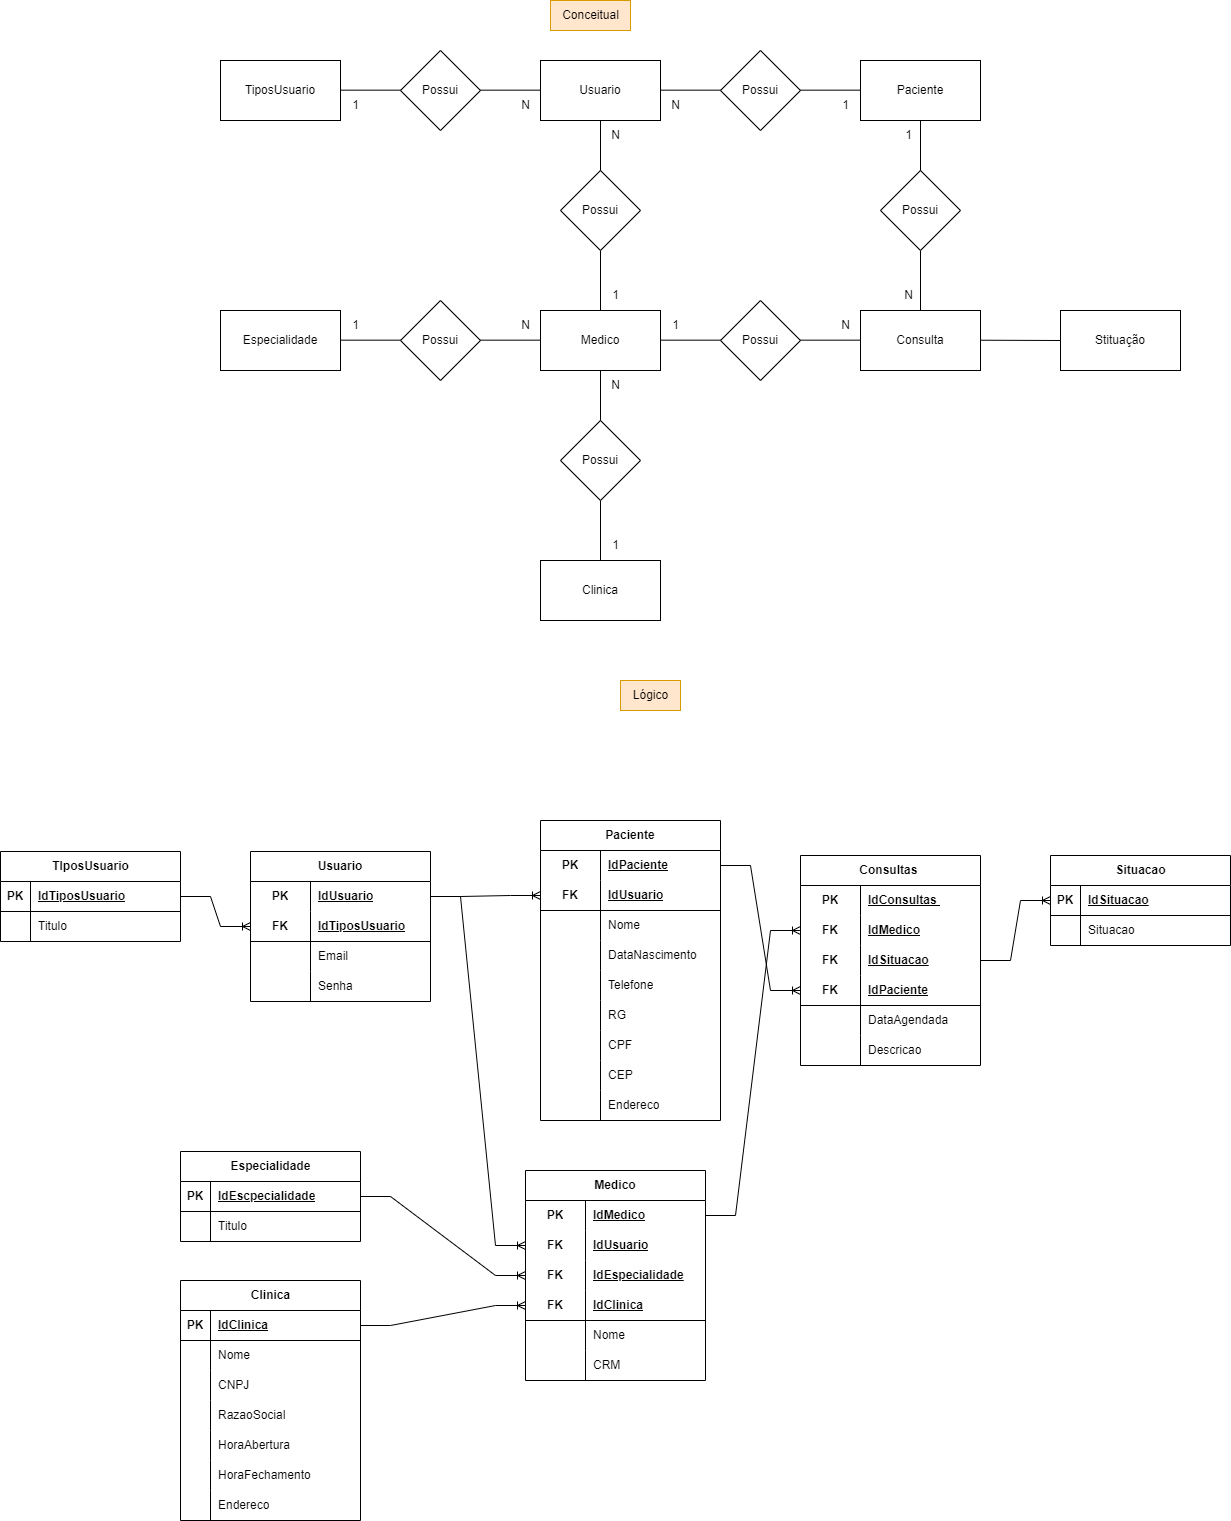 Conceitual
TiposUsuario
Possui
Usuario
Possui
Paciente
1
N
N
1
N
1
Possui
Possui
1
N
Especialidade
1
Possui
N
Medico
1
Possui
N
Consulta
Stituação
N
Possui
1
Clinica
Lógico
TIposUsuario
PK IdTiposUsuario
Titulo
Usuario
PK IdUsuario
FK IdTiposUsuario
Email
Senha
Paciente
PK IdPaciente
FK IdUsuario
Nome
DataNascimento
Telefone
RG
CPF
CEP
Endereco
Consultas
PK IdConsultas
FK IdMedico
FK IdSituacao
FK IdPaciente
DataAgendada
Descricao
Situacao
PK IdSituacao
Situacao
Especialidade
PK IdEscpecialidade
Titulo
Medico
PK IdMedico
FK IdUsuario
FK IdEspecialidade
FK IdClinica
Nome
CRM
Clinica
PK IdClinica
Nome
CNPJ
RazaoSocial
HoraAbertura
HoraFechamento
Endereco